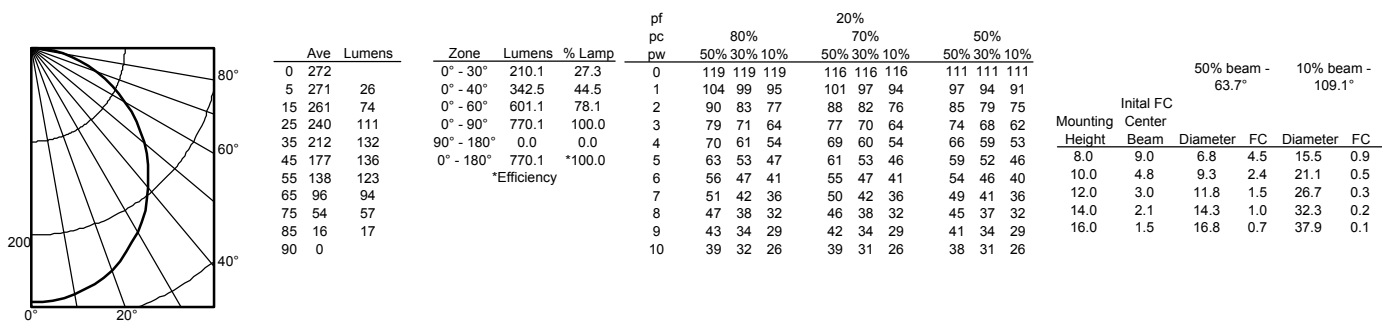 80°
60°
200
40°
0° 20°
Ave Lumens
0 272
5 271 26
15 261 74
25 240 111
35 212 132
45 177 136
55 138 123
65 96 94
75 54 57
85 16 17
90 0
Zone Lumens % Lamp
0° - 30° 210.1 27.3
0° - 40° 342.5 44.5
0° - 60° 601.1 78.1
0° - 90° 770.1 100.0
90° - 180° 0.0 0.0
0° - 180° 770.1 *100.0
*Efficiency
pf 20%
pc 80% 70% 50%
pw 50% 30% 10% 50% 30% 10% 50% 30% 10%
0 119 119 119 116 116 116 111 111 111
1 104 99 95 101 97 94 97 94 91
2 90 83 77 88 82 76 85 79 75
3 79 71 64 77 70 64 74 68 62
4 70 61 54 69 60 54 66 59 53
5 63 53 47 61 53 46 59 52 46
6 56 47 41 55 47 41 54 46 40
7 51 42 36 50 42 36 49 41 36
8 47 38 32 46 38 32 45 37 32
9 43 34 29 42 34 29 41 34 29
10 39 32 26 39 31 26 38 31 26
50% beam - 10% beam -
63.7° 109.1°
Inital FC
Mounting Center
Height Beam Diameter FC Diameter FC
8.0 9.0 6.8 4.5 15.5 0.9
10.0 4.8 9.3 2.4 21.1 0.5
12.0 3.0 11.8 1.5 26.7 0.3
14.0 2.1 14.3 1.0 32.3 0.2
16.0 1.5 16.8 0.7 37.9 0.1